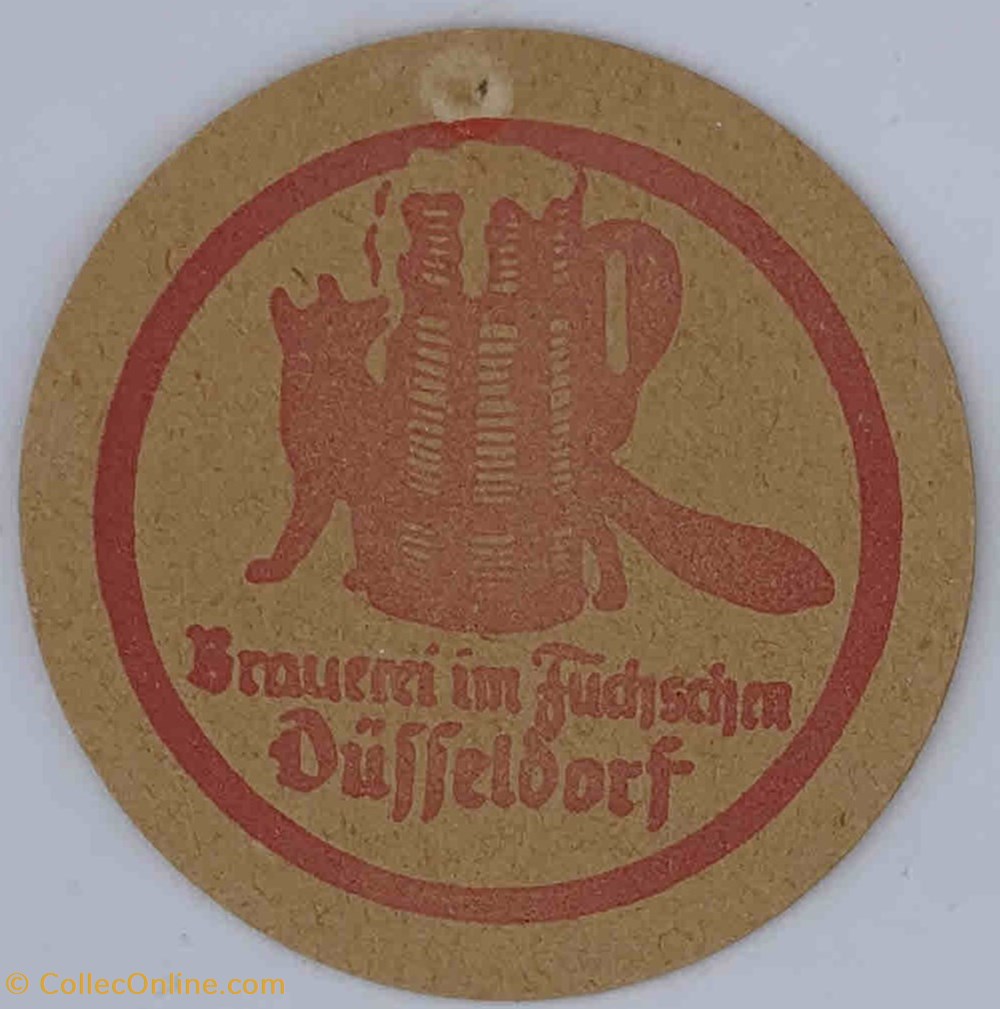 Brauerei im Füchschen
Düsseldorf
© CollecOnline.com